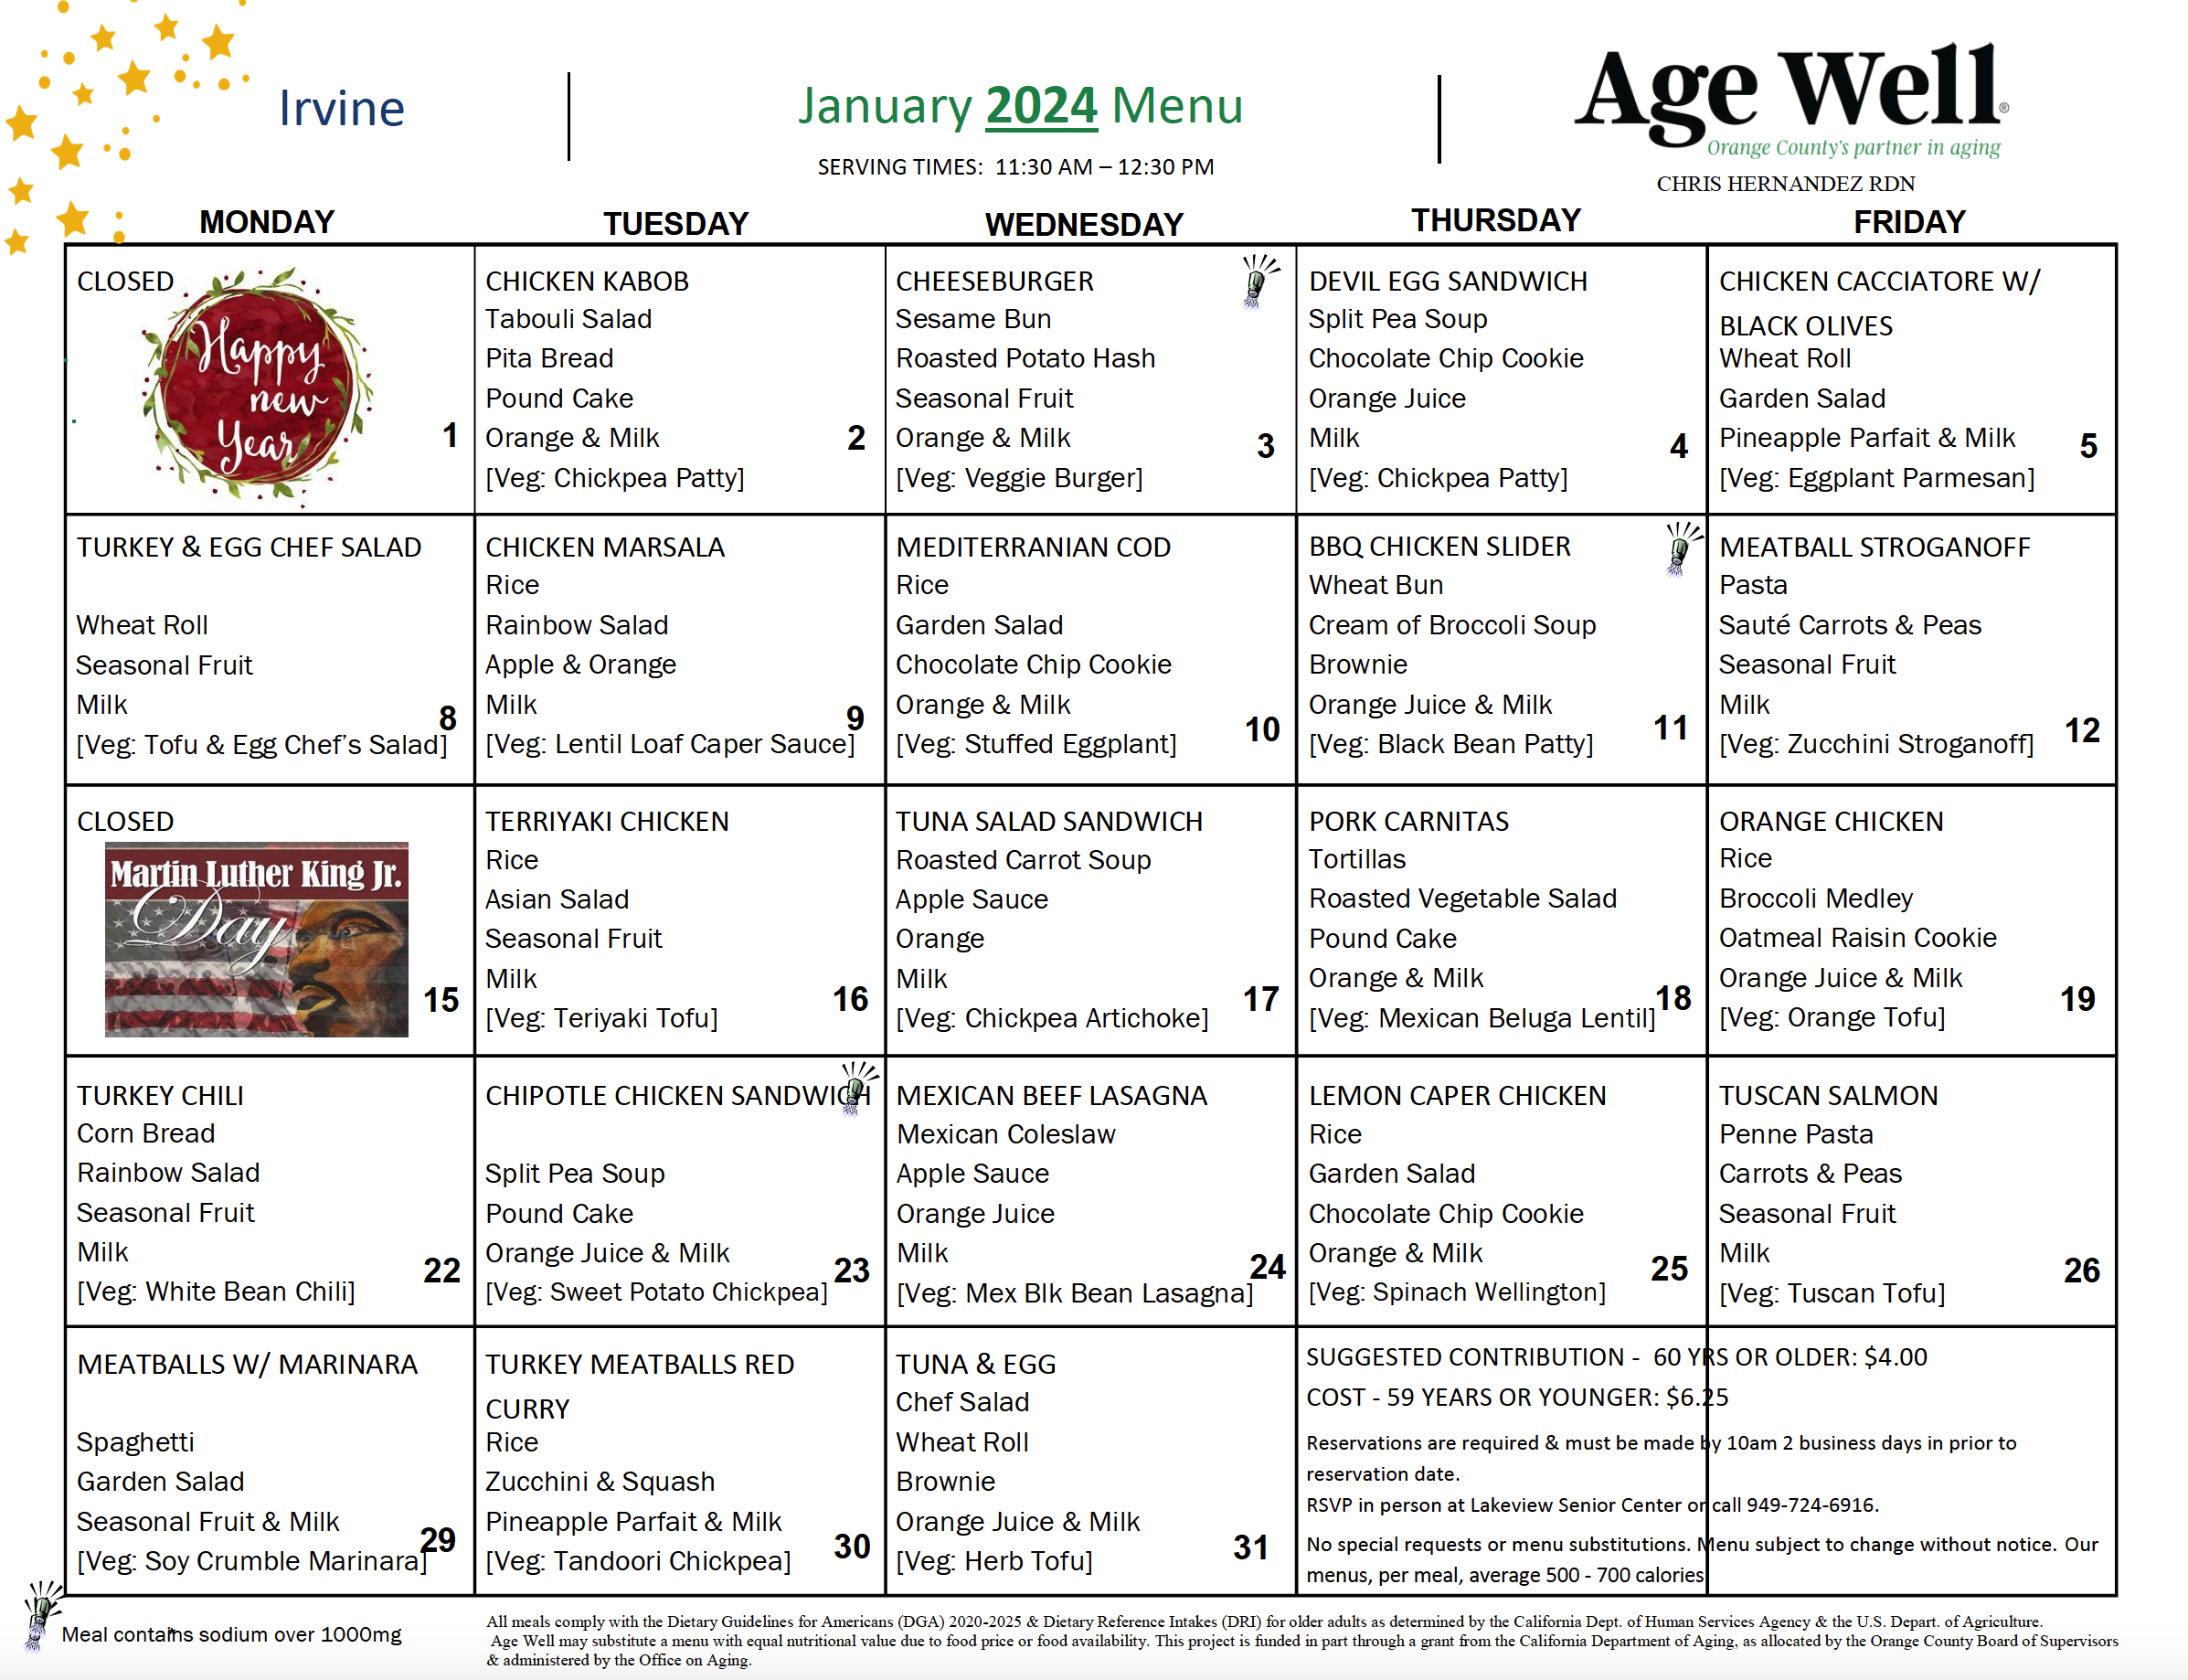 Irvine
January 2024 Menu
SERVING TIMES:  11:30 AM – 12:30 PM
Age Well®
Orange County's partner in aging
CHRIS HERNANDEZ RDN
MONDAY
TUESDAY
WEDNESDAY
THURSDAY
FRIDAY
CLOSED
Happy
new
Year
1
CHICKEN KABOB
Tabouli Salad
Pita Bread
Pound Cake
Orange & Milk
2
[Veg: Chickpea Patty]
CHEESEBURGER
Sesame Bun
Roasted Potato Hash
Seasonal Fruit
Orange & Milk
3
[Veg: Veggie Burger]
DEVIL EGG SANDWICH
Split Pea Soup
Chocolate Chip Cookie
Orange Juice
Milk
4
[Veg: Chickpea Patty]
CHICKEN CACCIATORE W/
BLACK OLIVES
Wheat Roll
Garden Salad
Pineapple Parfait & Milk
5
[Veg: Eggplant Parmesan]
TURKEY & EGG CHEF SALAD
Wheat Roll
Seasonal Fruit
Milk
8
[Veg: Tofu & Egg Chef’s Salad]
CHICKEN MARSALA
Rice
Rainbow Salad
Apple & Orange
Milk
9
[Veg: Lentil Loaf Caper Sauce]
MEDITERRANIAN COD
Rice
Garden Salad
Chocolate Chip Cookie
Orange & Milk
10
[Veg: Stuffed Eggplant]
BBQ CHICKEN SLIDER
Wheat Bun
Cream of Broccoli Soup
Brownie
Orange Juice & Milk
11
[Veg: Black Bean Patty]
MEATBALL STROGANOFF
Pasta
Sauté Carrots & Peas
Seasonal Fruit
Milk
12
[Veg: Zucchini Stroganoff]
CLOSED
Martin Luther King Jr.
Day
15
TERRIYAKI CHICKEN
Rice
Asian Salad
Seasonal Fruit
Milk
16
[Veg: Teriyaki Tofu]
TUNA SALAD SANDWICH
Roasted Carrot Soup
Apple Sauce
Orange
Milk
17
[Veg: Chickpea Artichoke]
PORK CARNITAS
Tortillas
Roasted Vegetable Salad
Pound Cake
Orange & Milk
18
[Veg: Mexican Beluga Lentil]
ORANGE CHICKEN
Rice
Broccoli Medley
Oatmeal Raisin Cookie
Orange Juice & Milk
19
[Veg: Orange Tofu]
TURKEY CHILI
Corn Bread
Rainbow Salad
Seasonal Fruit
Milk
22
[Veg: White Bean Chili]
CHIPOTLE CHICKEN SANDWICH
Split Pea Soup
Pound Cake
Orange Juice & Milk
23
[Veg: Sweet Potato Chickpea]
MEXICAN BEEF LASAGNA
Mexican Coleslaw
Apple Sauce
Orange Juice
Milk
24
[Veg: Mex Blk Bean Lasagna]
LEMON CAPER CHICKEN
Rice
Garden Salad
Chocolate Chip Cookie
Orange & Milk
25
[Veg: Spinach Wellington]
TUSCAN SALMON
Penne Pasta
Carrots & Peas
Seasonal Fruit
Milk
26
[Veg: Tuscan Tofu]
MEATBALLS W/ MARINARA
Spaghetti
Garden Salad
Seasonal Fruit & Milk
29
[Veg: Soy Crumble Marinara]
TURKEY MEATBALLS RED
CURRY
Rice
Zucchini & Squash
Pineapple Parfait & Milk
30
[Veg: Tandoori Chickpea]
TUNA & EGG
Chef Salad
Wheat Roll
Brownie
Orange Juice & Milk
31
[Veg: Herb Tofu]
SUGGESTED CONTRIBUTION -  60 YRS OR OLDER: $4.00
COST - 59 YEARS OR YOUNGER: $6.25
Reservations are required & must be made by 10am 2 business days in prior to
reservation date.
RSVP in person at Lakeview Senior Center or call 949-724-6916.
No special requests or menu substitutions. Menu subject to change without notice. Our
menus, per meal, average 500 - 700 calories
Meal contains sodium over 1000mg
All meals comply with the Dietary Guidelines for Americans (DGA) 2020-2025 & Dietary Reference Intakes (DRI) for older adults as determined by the California Dept. of Human Services Agency & the U.S. Depart. of Agriculture.
Age Well may substitute a menu with equal nutritional value due to food price or food availability. This project is funded in part through a grant from the California Department of Aging, as allocated by the Orange County Board of Supervisors
& administered by the Office on Aging.